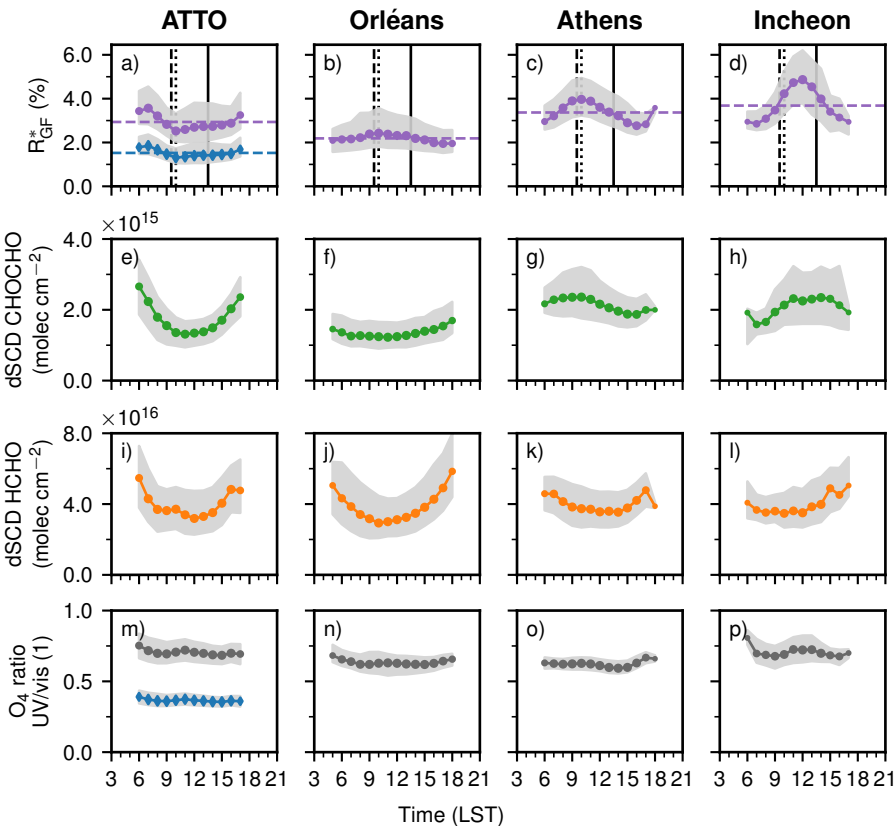 ATTO Orléans Athens Incheon
R*GF (%)
6.0
4.0
2.0
0.0
a) b) c) d)
×10^15
dSCD CHOCHO
(molec cm−2)
4.0
2.0
0.0
e) f) g) h)
×10^16
dSCD HCHO
(molec cm−2)
8.0
4.0
0.0
i) j) k) l)
O4 ratio
UV/vis (1)
1.0
0.5
0.0
m) n) o) p)
3 6 9 12 15 18 21 3 6 9 12 15 18 21 3 6 9 12 15 18 21 3 6 9 12 15 18 21
Time (LST)